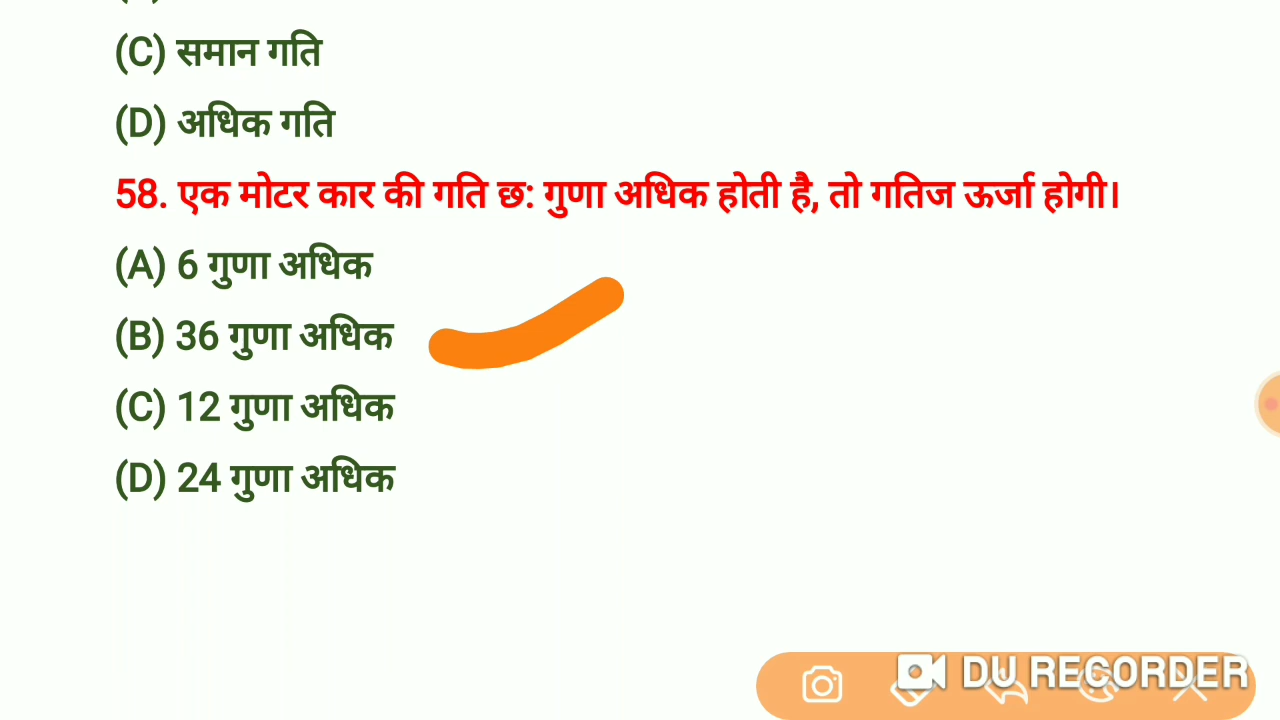 (C) समान गति
(D) अधिक गति
58. एक मोटर कार की गति छ: गुणा अधिक होती है, तो गतिज ऊर्जा होगी।
(A) 6 गुणा अधिक
(B) 36 गुणा अधिक
(C) 12 गुणा अधिक
(D) 24 गुणा अधिक
DU RECORDER